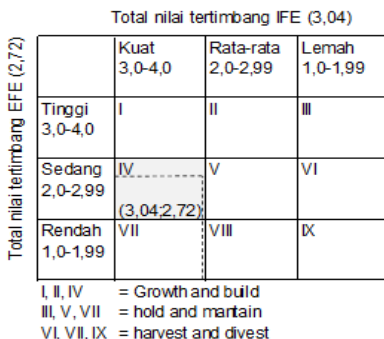 Total nilai tertimbang IFE (3,04)
Total nilai tertimbang EFE (2,72)
Kuat Rata-rata Lemah
3,0-4,0 2,0-2,99 1,0-1,99
Tinggi I II III
3,0-4,0
Sedang IV V VI
2,0-2,99
(3,04;2,72)
Rendah VII VIII IX
1,0-1,99
I, II, IV = Growth and build
III, V, VII = hold and mantain
VI, VII, IX = harvest and divest